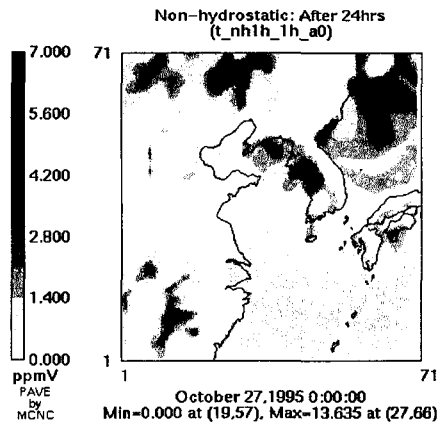 Non-hydrostatic: After 24hrs
(t_nh1h_1h_a0)
7.000
5.600
4.200
2.800
1.400
0.000
ppmV
PAVE
by
MCNC
71
1
1
71
October 27,1995 0:00:00
Min=0.000 at (19,57), Max=13.635 at (27,66)